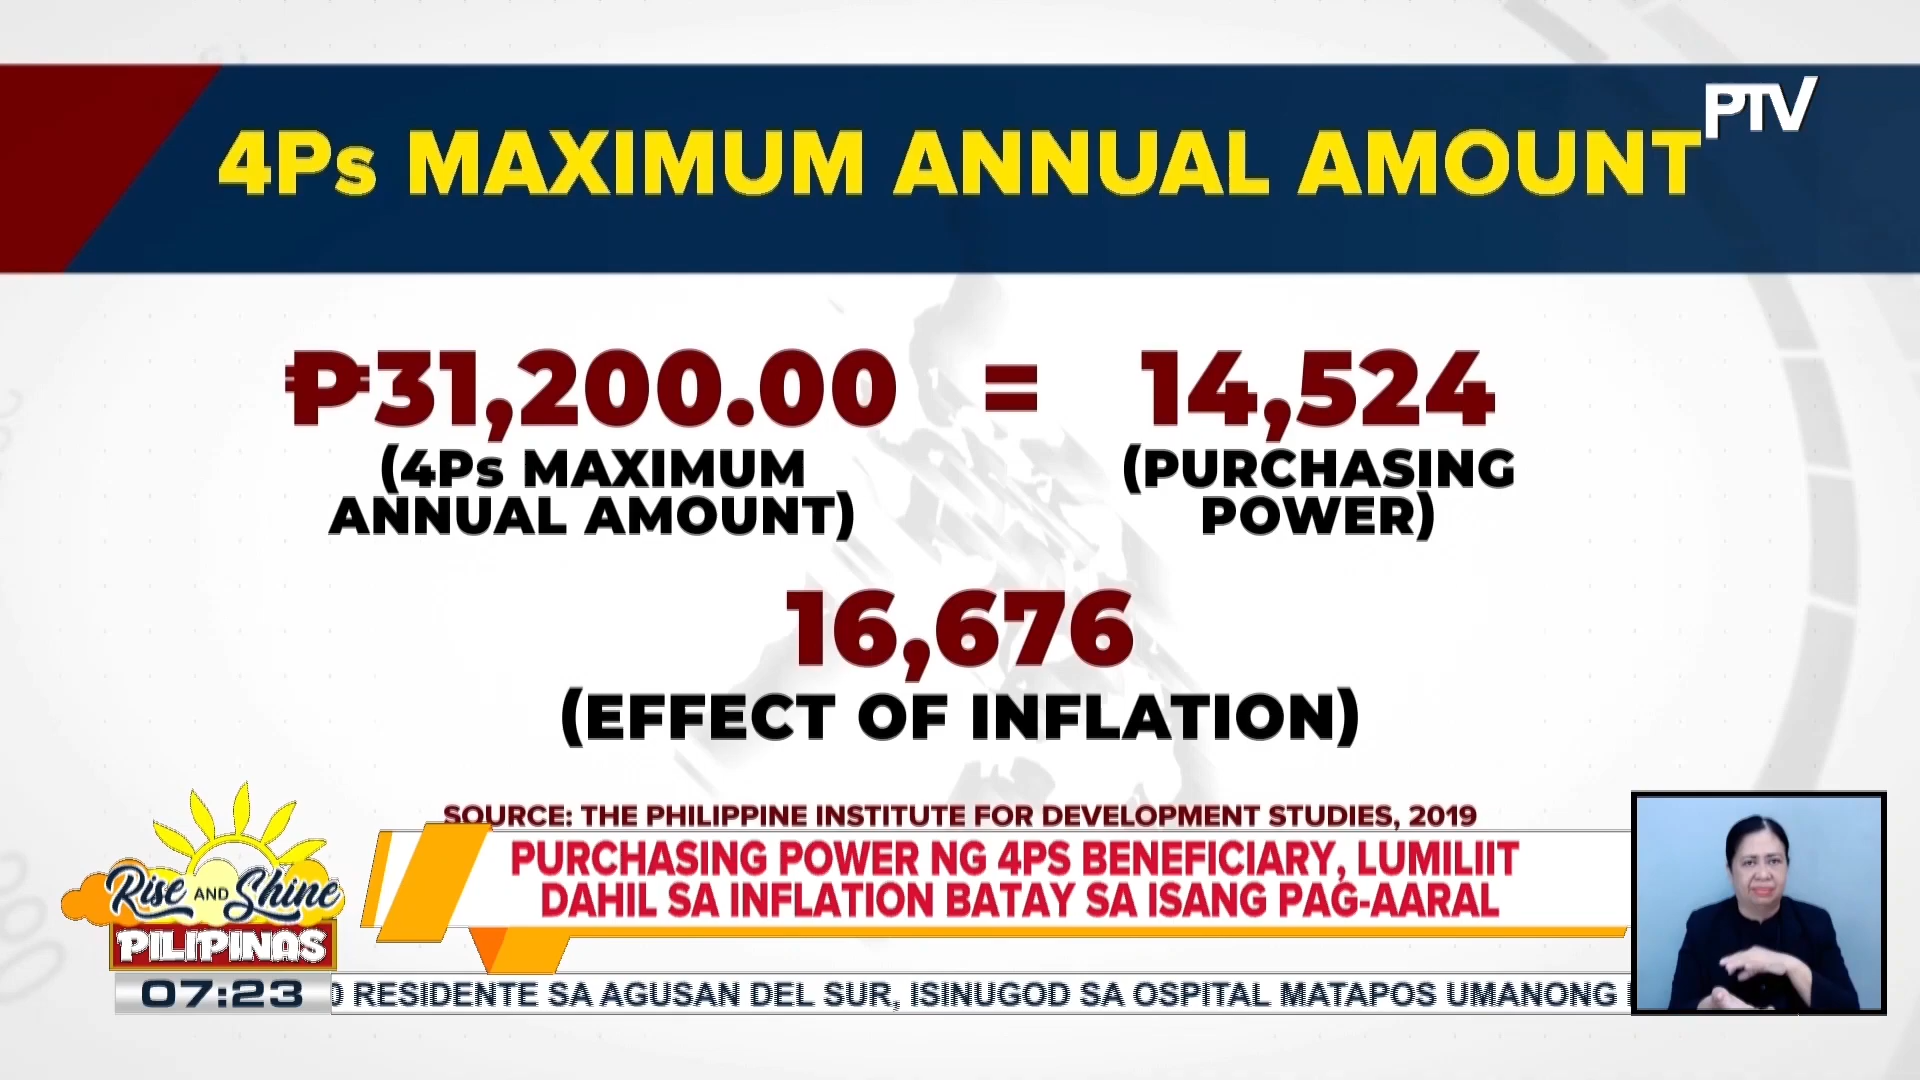 PTV
4Ps MAXIMUM ANNUAL AMOUNT
₱31,200.00 = 14,524
(4Ps MAXIMUM
ANNUAL AMOUNT)
(PURCHASING
POWER)
16,676
(EFFECT OF INFLATION)
SOURCE: THE PHILIPPINE INSTITUTE FOR DEVELOPMENT STUDIES, 2019
PURCHASING POWER NG 4PS BENEFICIARY, LUMILIIT
DAHIL SA INFLATION BATAY SA ISANG PAG-AARAL
Rise AND Shine
PILIPINAS
07:23
0 RESIDENTE SA AGUSAN DEL SUR, ISINUGOD SA OSPITAL MATAPOS UMANONG